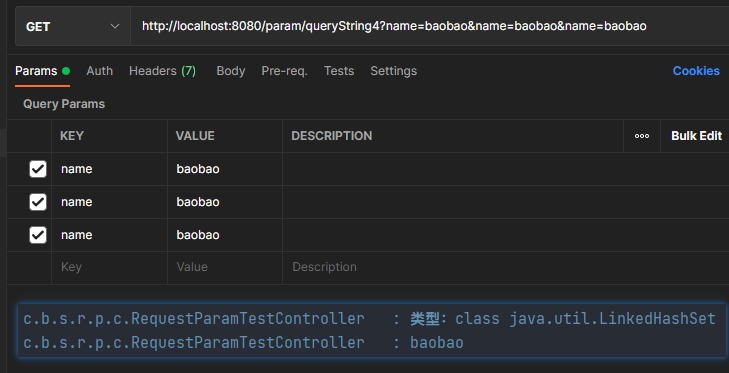 GET http://localhost:8080/param/queryString4?name=baobao&name=baobao&name=baobao
Params Auth Headers (7) Body Pre-req. Tests Settings Cookies
Query Params
KEY VALUE DESCRIPTION ooo Bulk Edit
name baobao
name baobao
name baobao
Key Value Description
c.b.s.r.p.c.RequestParamTestController : 类型：class java.util.LinkedHashSet
c.b.s.r.p.c.RequestParamTestController : baobao